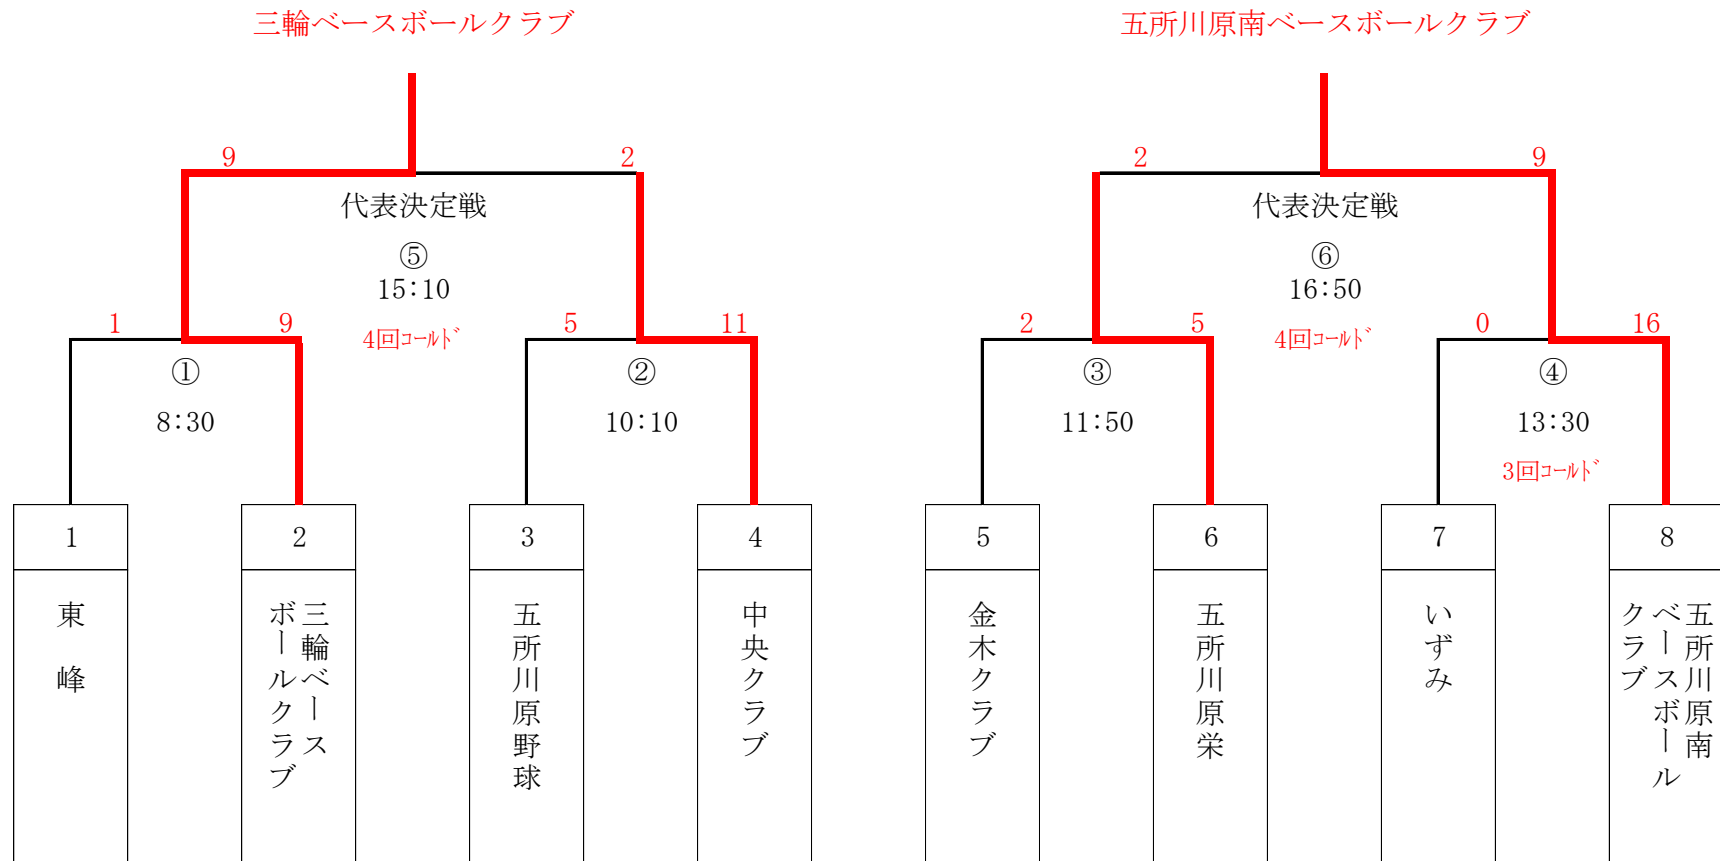 三輪ベースボールクラブ
五所川原南ベースボールクラブ
9
2
2
9
代表決定戦
代表決定戦
⑤
⑥
15:10
16:50
1
9
5
11
2
5
0
16
4回ｺｰﾙﾄﾞ
4回ｺｰﾙﾄﾞ
①
②
③
④
8:30
10:10
11:50
13:30
3回ｺｰﾙﾄﾞ
1
2
3
4
5
6
7
8
東峰
三輪ベース
ボールクラブ
五所川原野球
中央クラブ
金木クラブ
五所川原栄
いずみ
五所川原南
ベースボール
クラブ